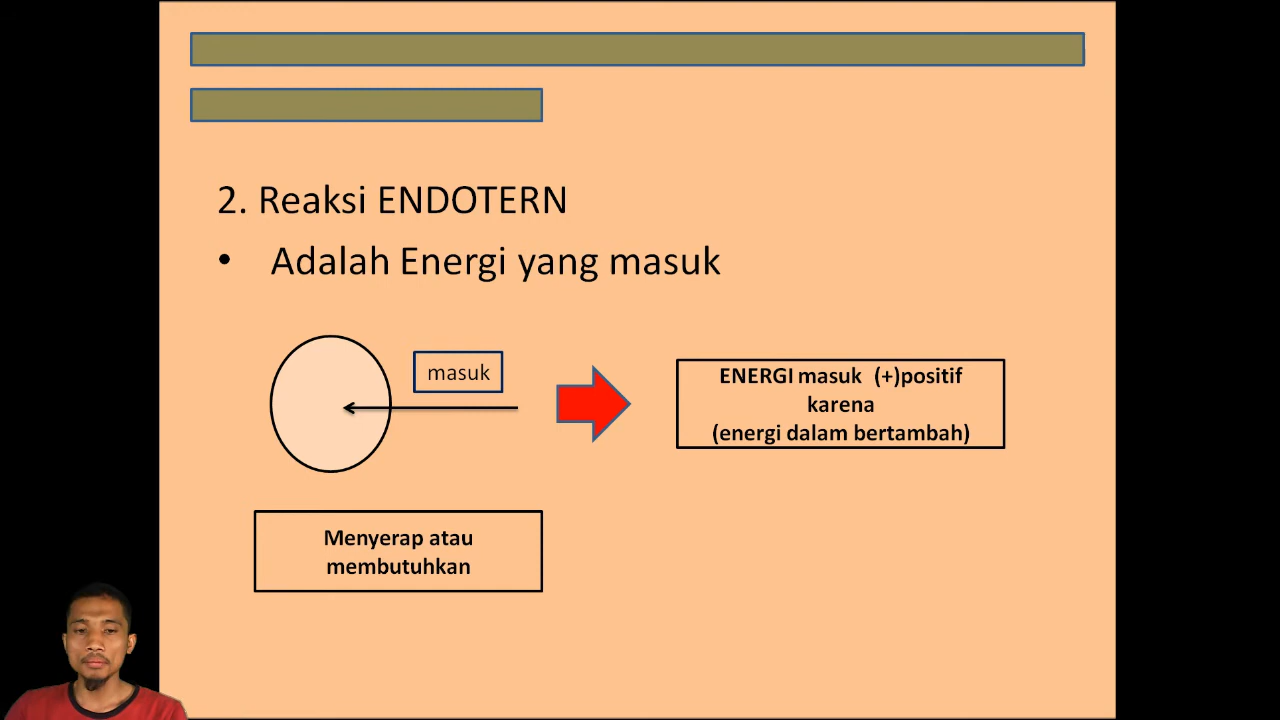 2. Reaksi ENDOTERN
• Adalah Energi yang masuk
masuk
ENERGI masuk (+)positif
karena
(energi dalam bertambah)
Menyerap atau
membutuhkan